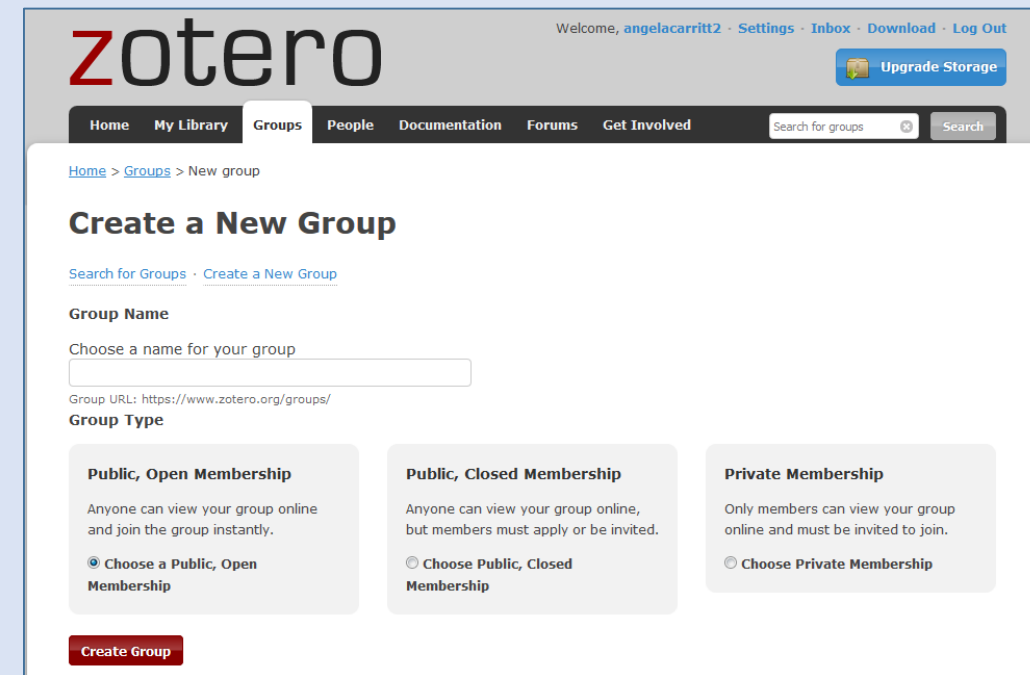 zotero
Welcome, angelacarritt2 · Settings · Inbox · Download · Log Out
Upgrade Storage
Home My Library Groups People Documentation Forums Get Involved Search for groups Search
Home > Groups > New group
Create a New Group
Search for Groups · Create a New Group
Group Name
Choose a name for your group
Group URL: https://www.zotero.org/groups/
Group Type
Public, Open Membership
Anyone can view your group online
and join the group instantly.
Choose a Public, Open
Membership
Public, Closed Membership
Anyone can view your group online,
but members must apply or be invited.
Choose Public, Closed
Membership
Private Membership
Only members can view your group
online and must be invited to join.
Choose Private Membership
Create Group